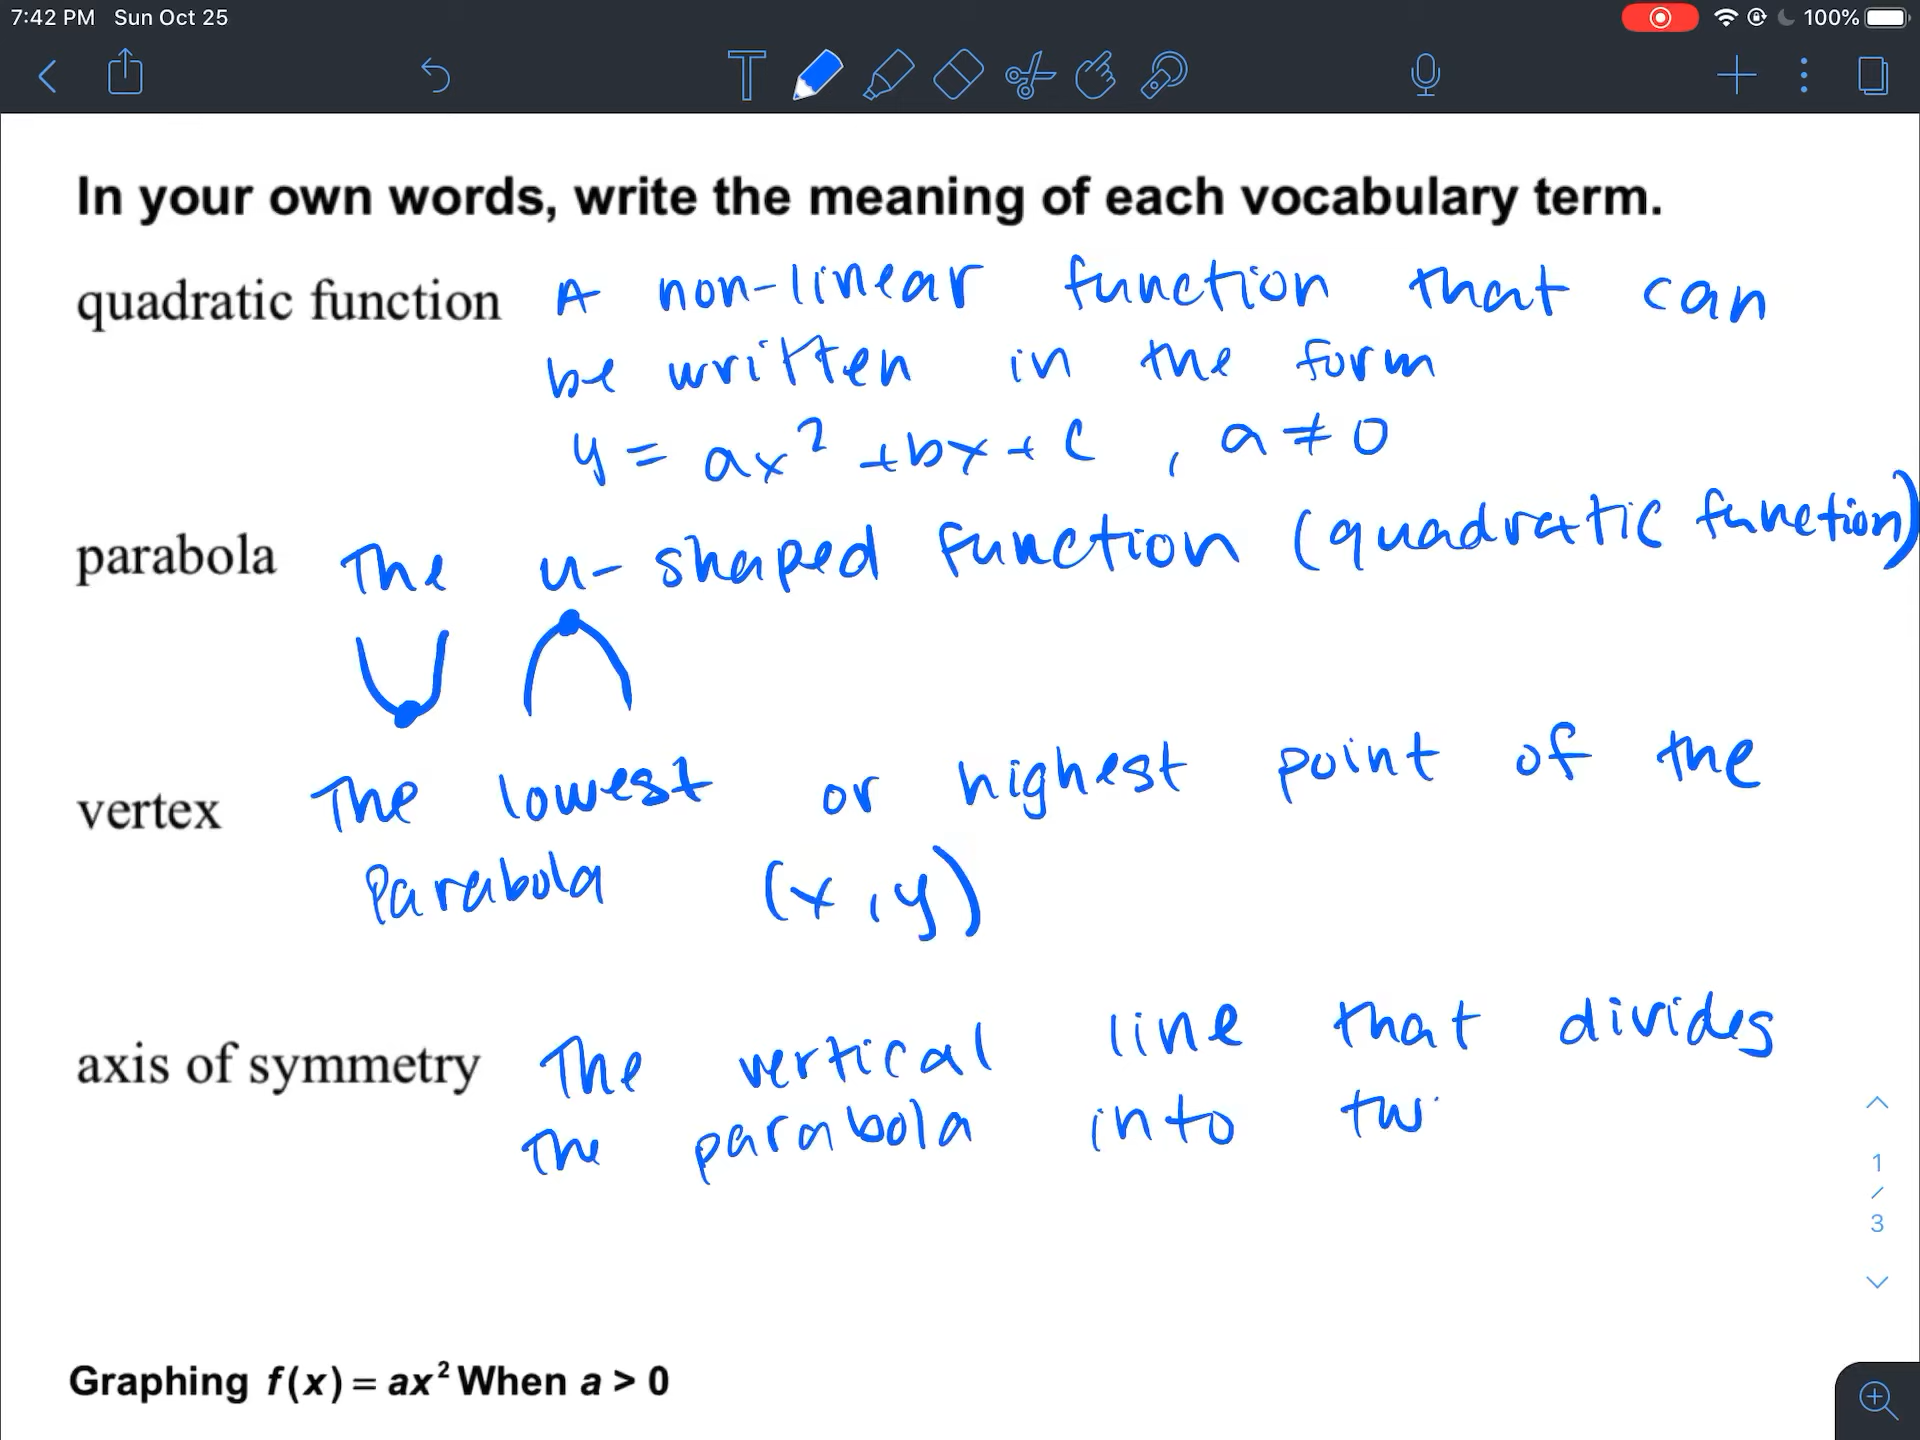 7:42 PM Sun Oct 25 100%
In your own words, write the meaning of each vocabulary term.
quadratic function A non-linear function that can
be written in the form
y = ax² + bx + c , a ≠ 0
parabola The u-shaped function (quadratic function)
vertex The lowest or highest point of the
Parabola (x,y)
axis of symmetry The vertical line that divides
the parabola into tw
1
/
3
Graphing f(x) = ax² When a > 0